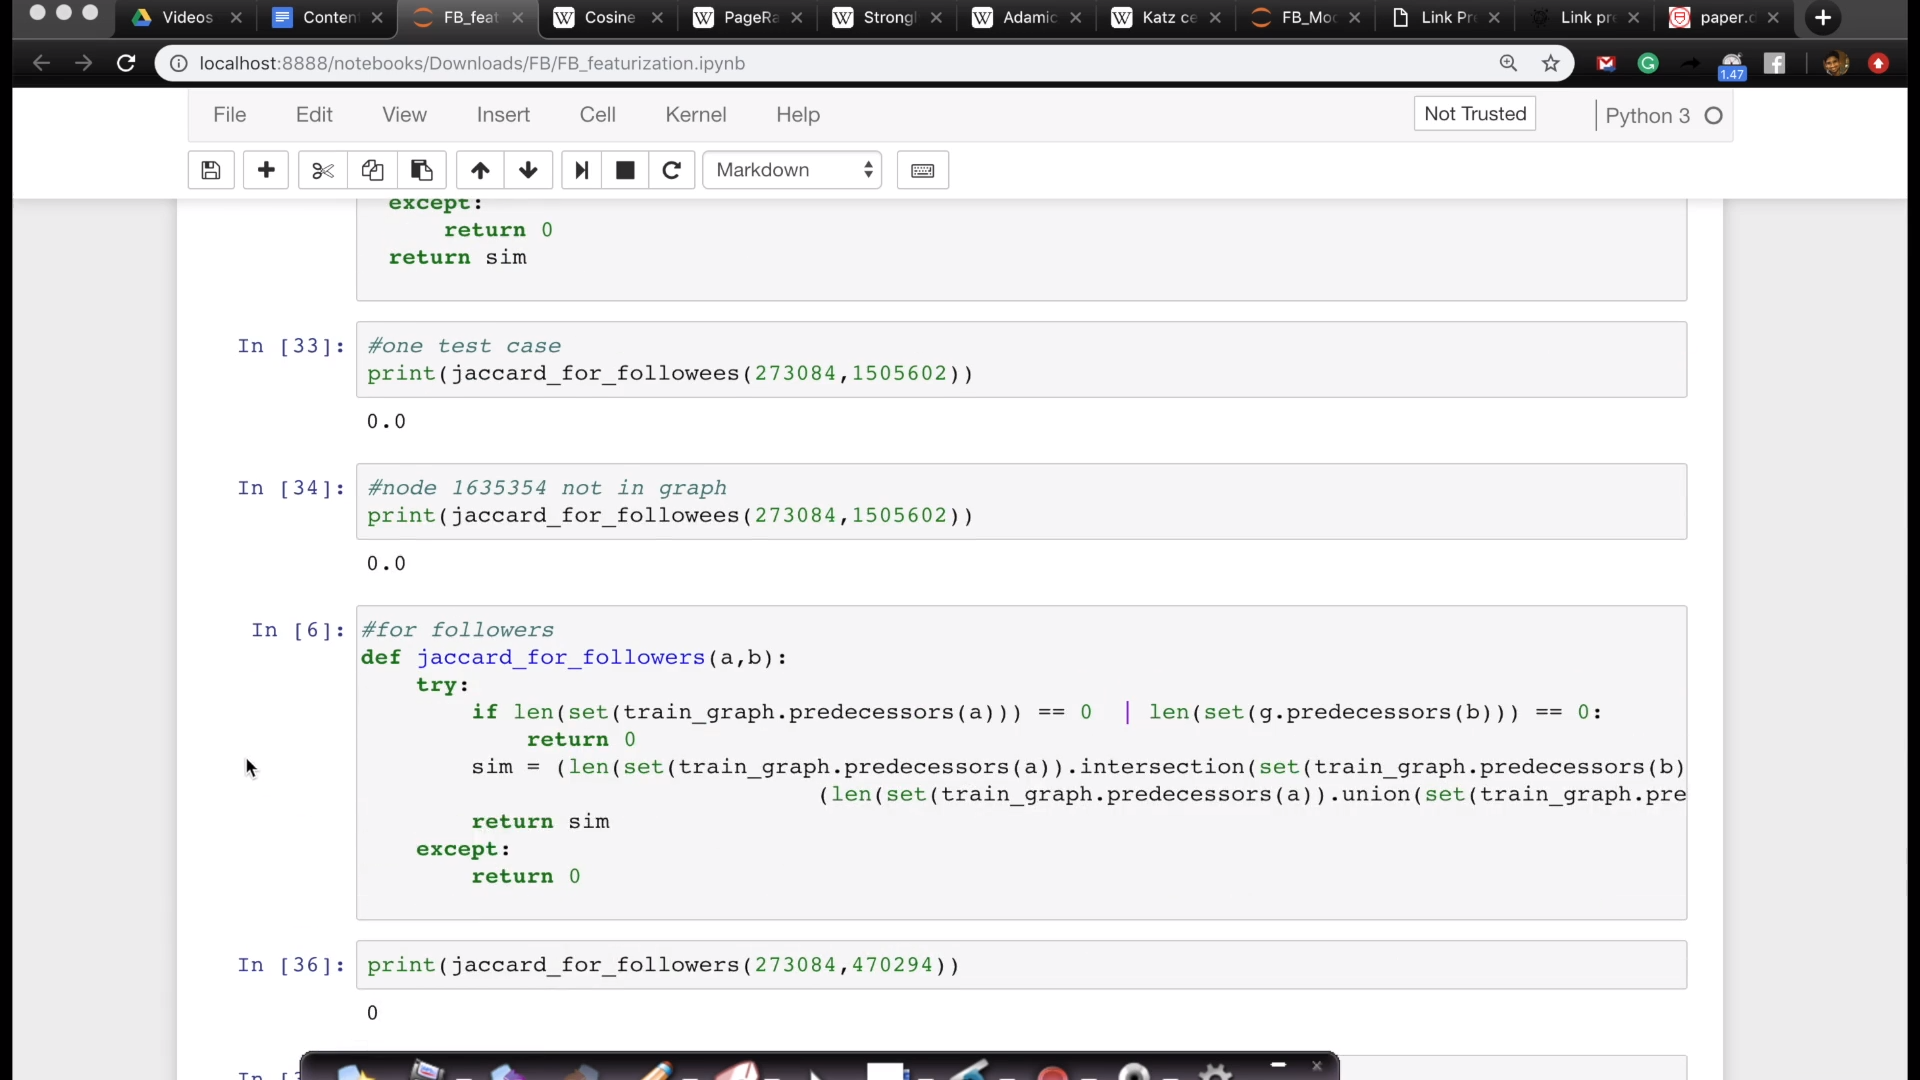 Videos
Conten
FB_feat
Cosine
PageRa
Strongl
Adamic
Katz ce
FB_Moc
Link Pr
Link pre
paper.
localhost:8888/notebooks/Downloads/FB/FB_featurization.ipynb
1.47
File Edit View Insert Cell Kernel Help
Not Trusted
Python 3
Markdown
except:
return 0
return sim
In [33]:
#one test case
print(jaccard_for_followees(273084,1505602))
0.0
In [34]:
#node 1635354 not in graph
print(jaccard_for_followees(273084,1505602))
0.0
In [6]:
#for followers
def jaccard_for_followers(a,b):
try:
if len(set(train_graph.predecessors(a))) == 0 | len(set(g.predecessors(b))) == 0:
return 0
sim = (len(set(train_graph.predecessors(a)).intersection(set(train_graph.predecessors(b)
(len(set(train_graph.predecessors(a)).union(set(train_graph.pre
return sim
except:
return 0
In [36]:
print(jaccard_for_followers(273084,470294))
0